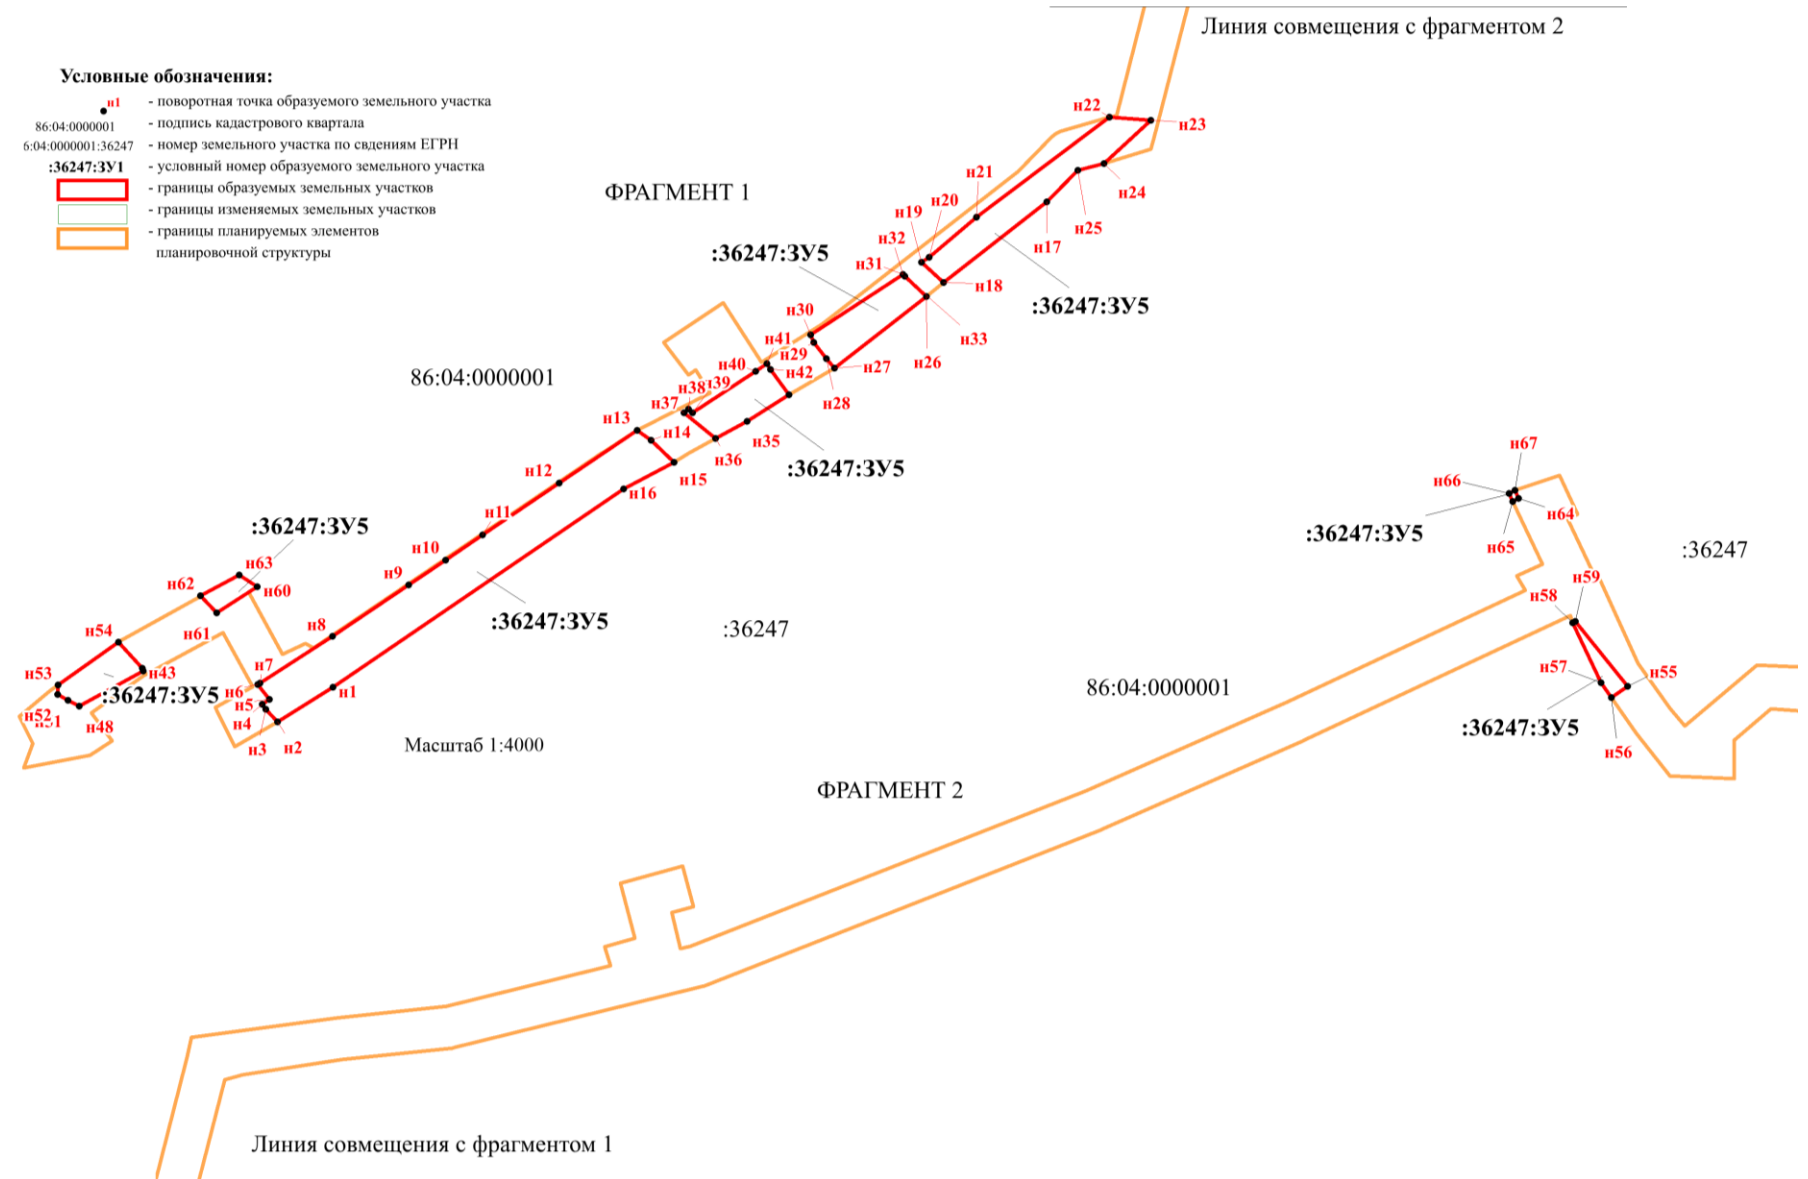 Линия совмещения с фрагментом 2
Условные обозначения:
н1 - поворотная точка образуемого земельного участка
86:04:0000001 - подпись кадастрового квартала
6:04:0000001:36247 - номер земельного участка по свдениям ЕГРН
:36247:ЗУ1 - условный номер образуемого земельного участка
- границы образуемых земельных участков
- границы изменяемых земельных участков
- границы планируемых элементов
планировочной структуры
ФРАГМЕНТ 1
н22
н23
н24
н25
н21
н20
н19
н17
н32
н31
:36247:ЗУ5
н18
:36247:ЗУ5
н30
н33
н26
н41
н29
н40
н42
н27
н28
86:04:0000001
н38
н37
н13
н14
н35
н36
:36247:ЗУ5
н15
н16
н12
н11
н10
н9
:36247:ЗУ5
н63
н62
н60
н61
н8
:36247:ЗУ5
:36247
н54
н53
н43
:36247:ЗУ5
н52
н48
н7
н6
н5
н4
н3
н2
н1
Масштаб 1:4000
н67
н66
н64
н65
:36247:ЗУ5
:36247
н59
н58
н57
н55
н56
:36247:ЗУ5
86:04:0000001
ФРАГМЕНТ 2
Линия совмещения с фрагментом 1